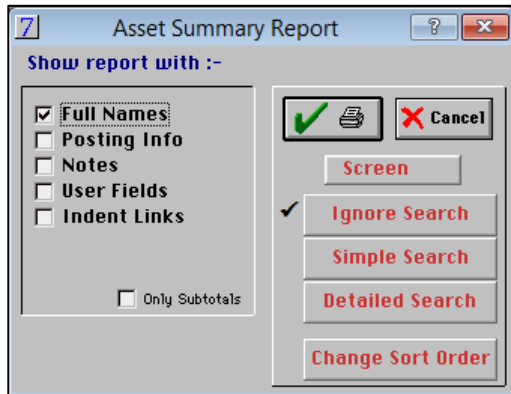 7 Asset Summary Report ?
Show report with :-
Full Names
Posting Info
Notes
User Fields
Indent Links
Only Subtotals
Cancel
Screen
Ignore Search
Simple Search
Detailed Search
Change Sort Order